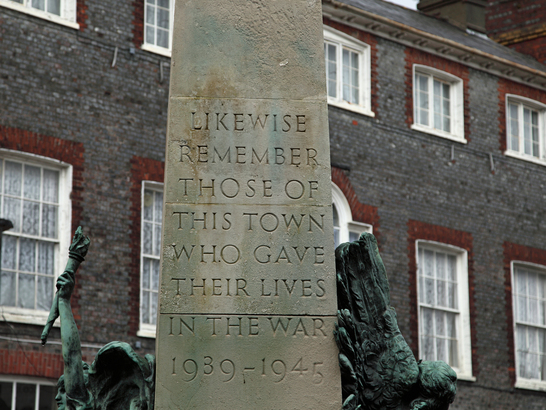 LIKEWISE
REMEMBER
THOSE OF
THIS TOWN
WHO GAVE
THEIR LIVES
IN THE WAR
1939-1945